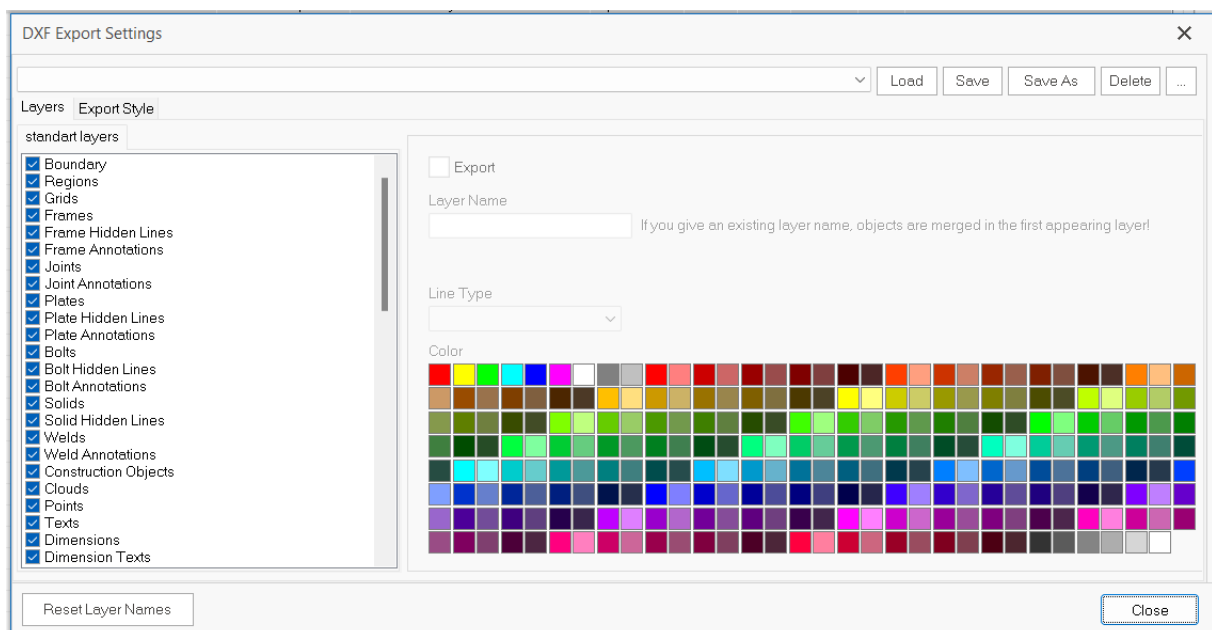 DXF Export Settings
Load Save Save As Delete ...
Layers Export Style
standart layers
Boundary
Regions
Grids
Frames
Frame Hidden Lines
Frame Annotations
Joints
Joint Annotations
Plates
Plate Hidden Lines
Plate Annotations
Bolts
Bolt Hidden Lines
Bolt Annotations
Solids
Solid Hidden Lines
Welds
Weld Annotations
Construction Objects
Clouds
Points
Texts
Dimensions
Dimension Texts
Export
Layer Name
If you give an existing layer name, objects are merged in the first appearing layer!
Line Type
Color
Reset Layer Names
Close